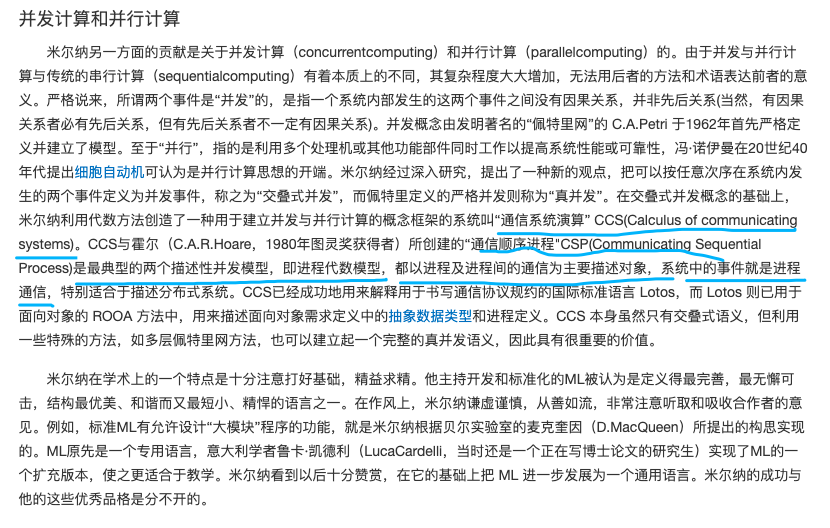 并发计算和并行计算
米尔纳另一方面的贡献是关于并发计算（concurrentcomputing）和并行计算（parallelcomputing）的。由于并发与并行计
算与传统的串行计算（sequentialcomputing）有着本质上的不同，其复杂程度大大增加，无法用后者的方法和术语表达前者的意
义。严格说来，所谓两个事件是“并发”的，是指一个系统内部发生的这两个事件之间没有因果关系，并非先后关系(当然，有因果
关系者必有先后关系，但有先后关系者不一定有因果关系)。并发概念由发明著名的“佩特里网”的 C.A.Petri 于1962年首先严格定
义并建立了模型。至于“并行”，指的是利用多个处理机或其他功能部件同时工作以提高系统性能或可靠性，冯·诺伊曼在20世纪40
年代提出细胞自动机可认为是并行计算思想的开端。米尔纳经过深入研究，提出了一种新的观点，把可以按任意次序在系统内发
生的两个事件定义为并发事件，称之为“交叠式并发”，而佩特里定义的严格并发则称为“真并发”。在交叠式并发概念的基础上，
米尔纳利用代数方法创造了一种用于建立并发与并行计算的概念框架的系统叫“通信系统演算” CCS(Calculus of communicating
systems)。CCS与霍尔（C.A.R.Hoare，1980年图灵奖获得者）所创建的“通信顺序进程"CSP(Communicating Sequential
Process)是最典型的两个描述性并发模型，即进程代数模型，都以进程及进程间的通信为主要描述对象，系统中的事件就是进程
通信，特别适合于描述分布式系统。CCS已经成功地用来解释用于书写通信协议规约的国际标准语言 Lotos，而 Lotos 则已用于
面向对象的 ROOA 方法中，用来描述面向对象需求定义中的抽象数据类型和进程定义。CCS 本身虽然只有交叠式语义，但利用
一些特殊的方法，如多层佩特里网方法，也可以建立起一个完整的真并发语义，因此具有很重要的价值。
米尔纳在学术上的一个特点是十分注意打好基础，精益求精。他主持开发和标准化的ML被认为是定义得最完善，最无懈可
击，结构最优美、和谐而又最短小、精悍的语言之一。在作风上，米尔纳谦虚谨慎，从善如流，非常注意听取和吸收合作者的意
见。例如，标准ML有允许设计“大模块”程序的功能，就是米尔纳根据贝尔实验室的麦克奎因（D.MacQueen）所提出的构思实现
的。ML原先是一个专用语言，意大利学者鲁卡·凯德利（LucaCardelli，当时还是一个正在写博士论文的研究生）实现了ML的一
个扩充版本，使之更适合于教学。米尔纳看到以后十分赞赏，在它的基础上把 ML 进一步发展为一个通用语言。米尔纳的成功与
他的这些优秀品格是分不开的。